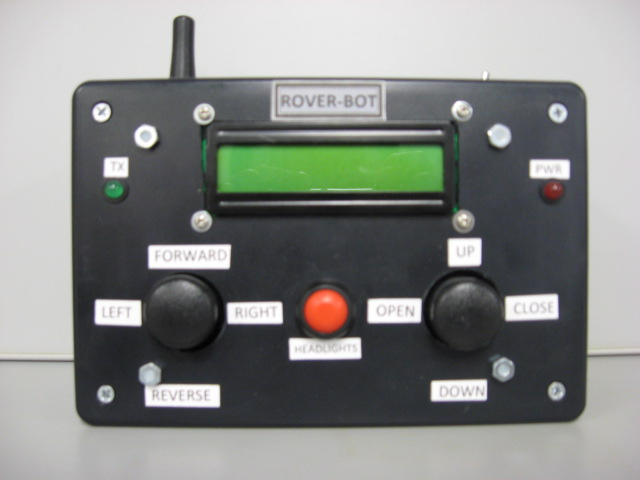 ROVER-BOT
TX
PWR
FORWARD
UP
LEFT
RIGHT
OPEN
CLOSE
HEADLIGHTS
REVERSE
DOWN